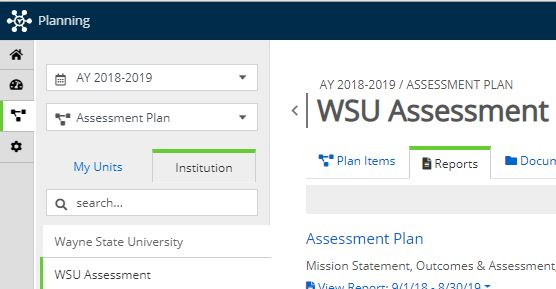 Planning
AY 2018-2019
Assessment Plan
My Units
Institution
search...
Wayne State University
WSU Assessment
AY 2018-2019 / ASSESSMENT PLAN
WSU Assessment
Plan Items
Reports
Docum
Assessment Plan
Mission Statement, Outcomes & Assessment,
View Report: 9/1/18 - 8/30/19